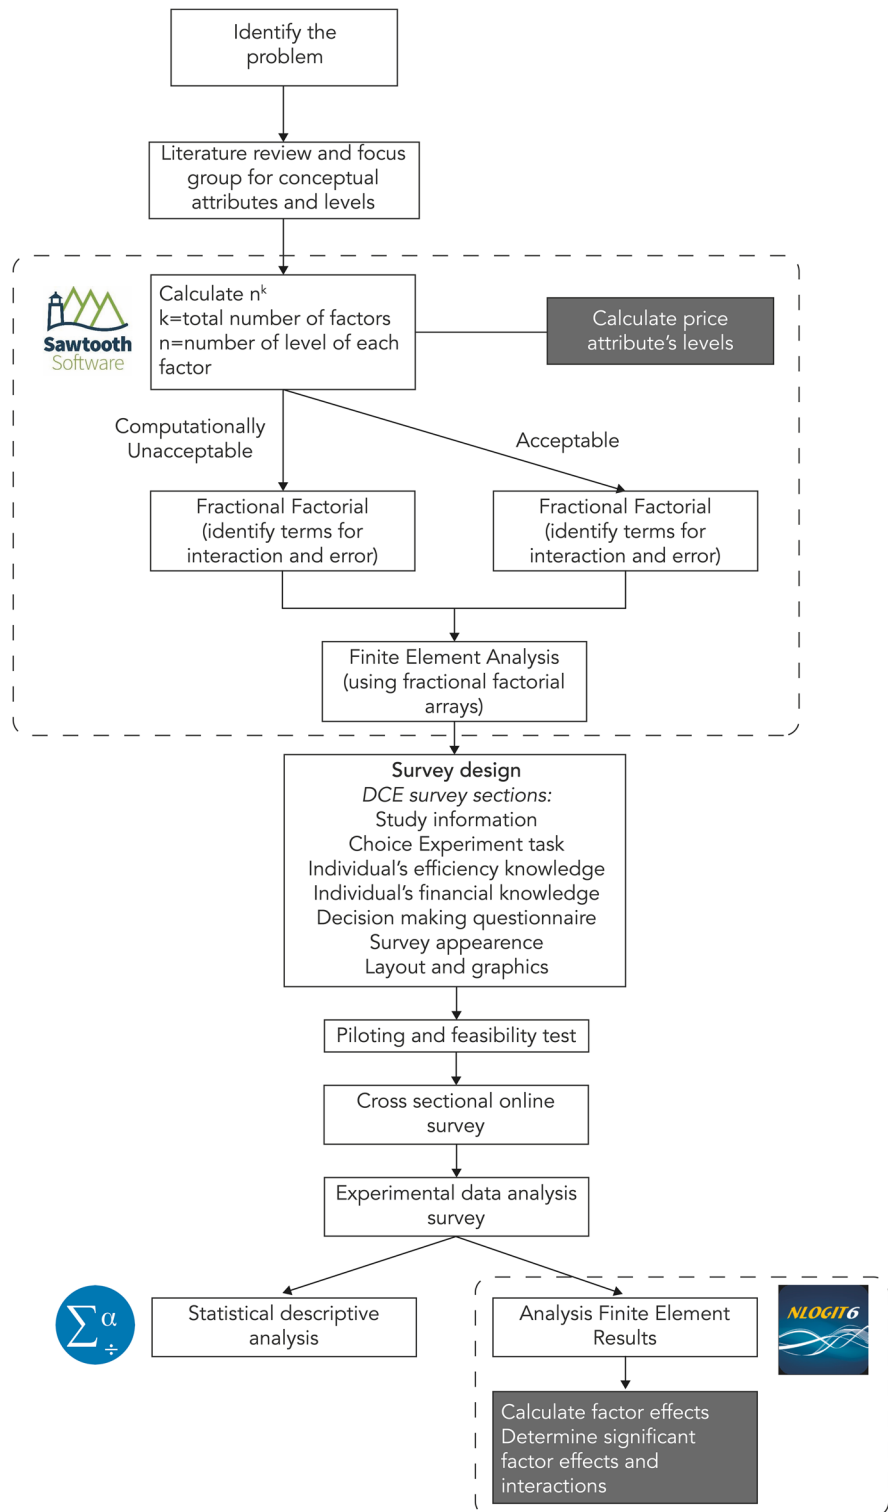 Identify the
problem
Literature review and focus
group for conceptual
attributes and levels
Sawtooth
Software
Calculate nᵏ
k=total number of factors
n=number of level of each
factor
Calculate price
attribute’s levels
Computationally
Unacceptable
Acceptable
Fractional Factorial
(identify terms for
interaction and error)
Fractional Factorial
(identify terms for
interaction and error)
Finite Element Analysis
(using fractional factorial
arrays)
Survey design
DCE survey sections:
Study information
Choice Experiment task
Individual’s efficiency knowledge
Individual’s financial knowledge
Decision making questionnaire
Survey appearence
Layout and graphics
Piloting and feasibility test
Cross sectional online
survey
Experimental data analysis
survey
Σ α
÷
Statistical descriptive
analysis
Analysis Finite Element
Results
NLOGIT6
Calculate factor effects
Determine significant
factor effects and
interactions